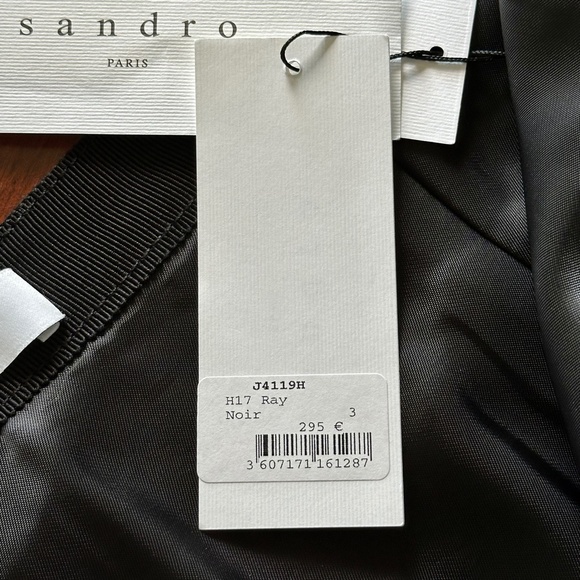 sandro
PARIS
J4119H
H17 Ray
Noir 3
295 €
3 607171 161287